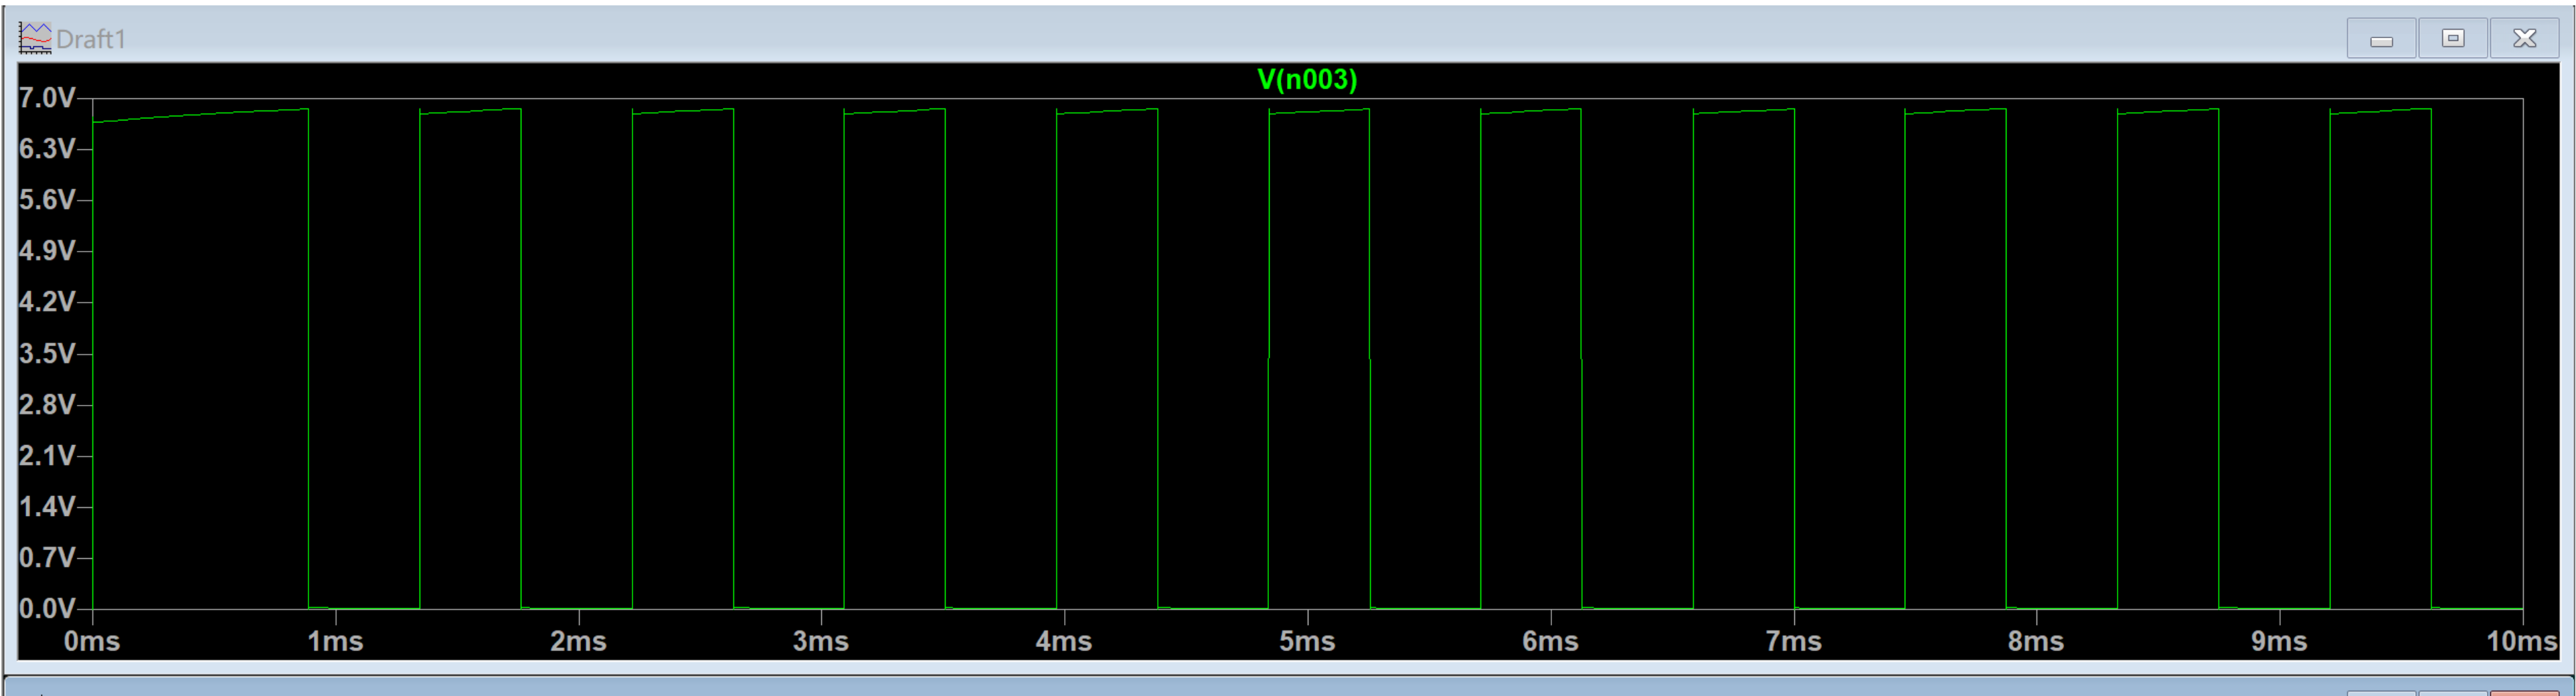 Draft1
V(n003)
7.0V
6.3V
5.6V
4.9V
4.2V
3.5V
2.8V
2.1V
1.4V
0.7V
0.0V
0ms 1ms 2ms 3ms 4ms 5ms 6ms 7ms 8ms 9ms 10ms